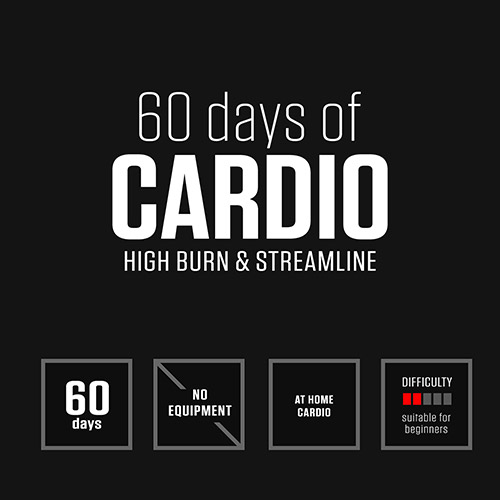 60 days of
CARDIO
HIGH BURN & STREAMLINE
60
days
NO
EQUIPMENT
AT HOME
CARDIO
DIFFICULTY
suitable for
beginners